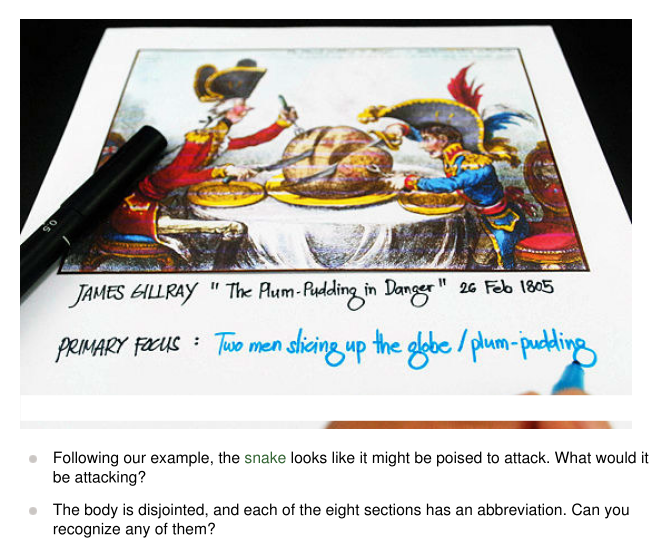 0.5
JAMES GILLRAY " The Plum-Pudding in Danger " 26 Feb 1805
PRIMARY FOCUS : Two men slicing up the globe / plum-pudding
Following our example, the snake looks like it might be poised to attack. What would it
be attacking?
The body is disjointed, and each of the eight sections has an abbreviation. Can you
recognize any of them?